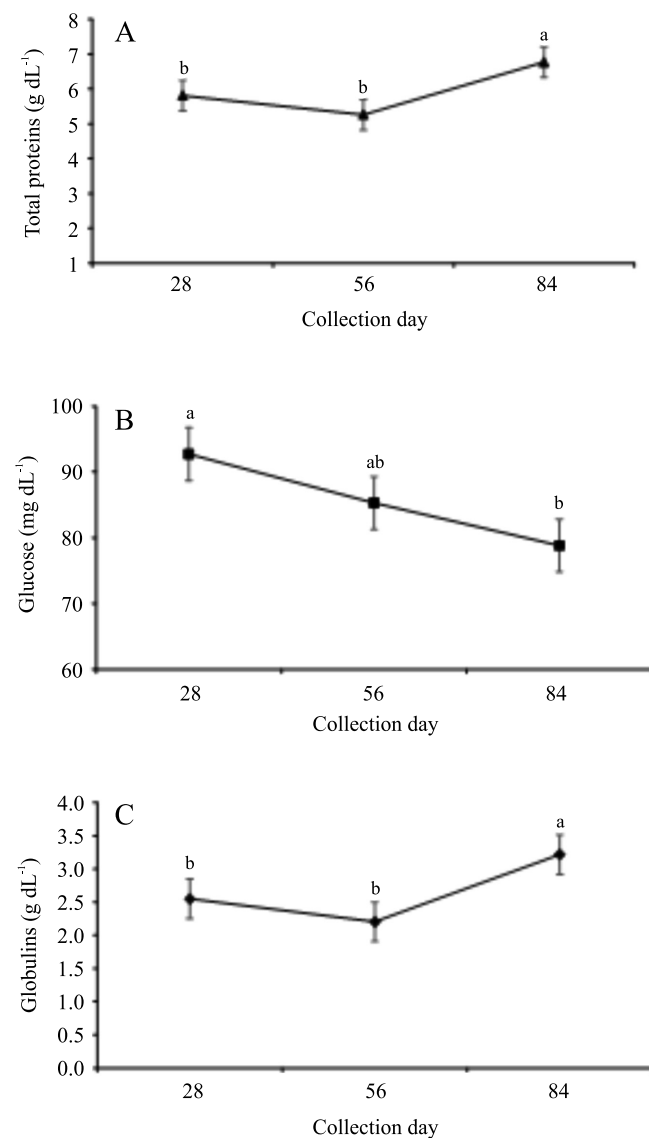 A
Total proteins (g dL⁻¹)
8
7
6
5
4
3
2
1
b
b
a
28 56 84
Collection day
B
Glucose (mg dL⁻¹)
100
90
80
70
60
a
ab
b
28 56 84
Collection day
C
Globulins (g dL⁻¹)
4.0
3.5
3.0
2.5
2.0
1.5
1.0
0.5
0.0
b
b
a
28 56 84
Collection day